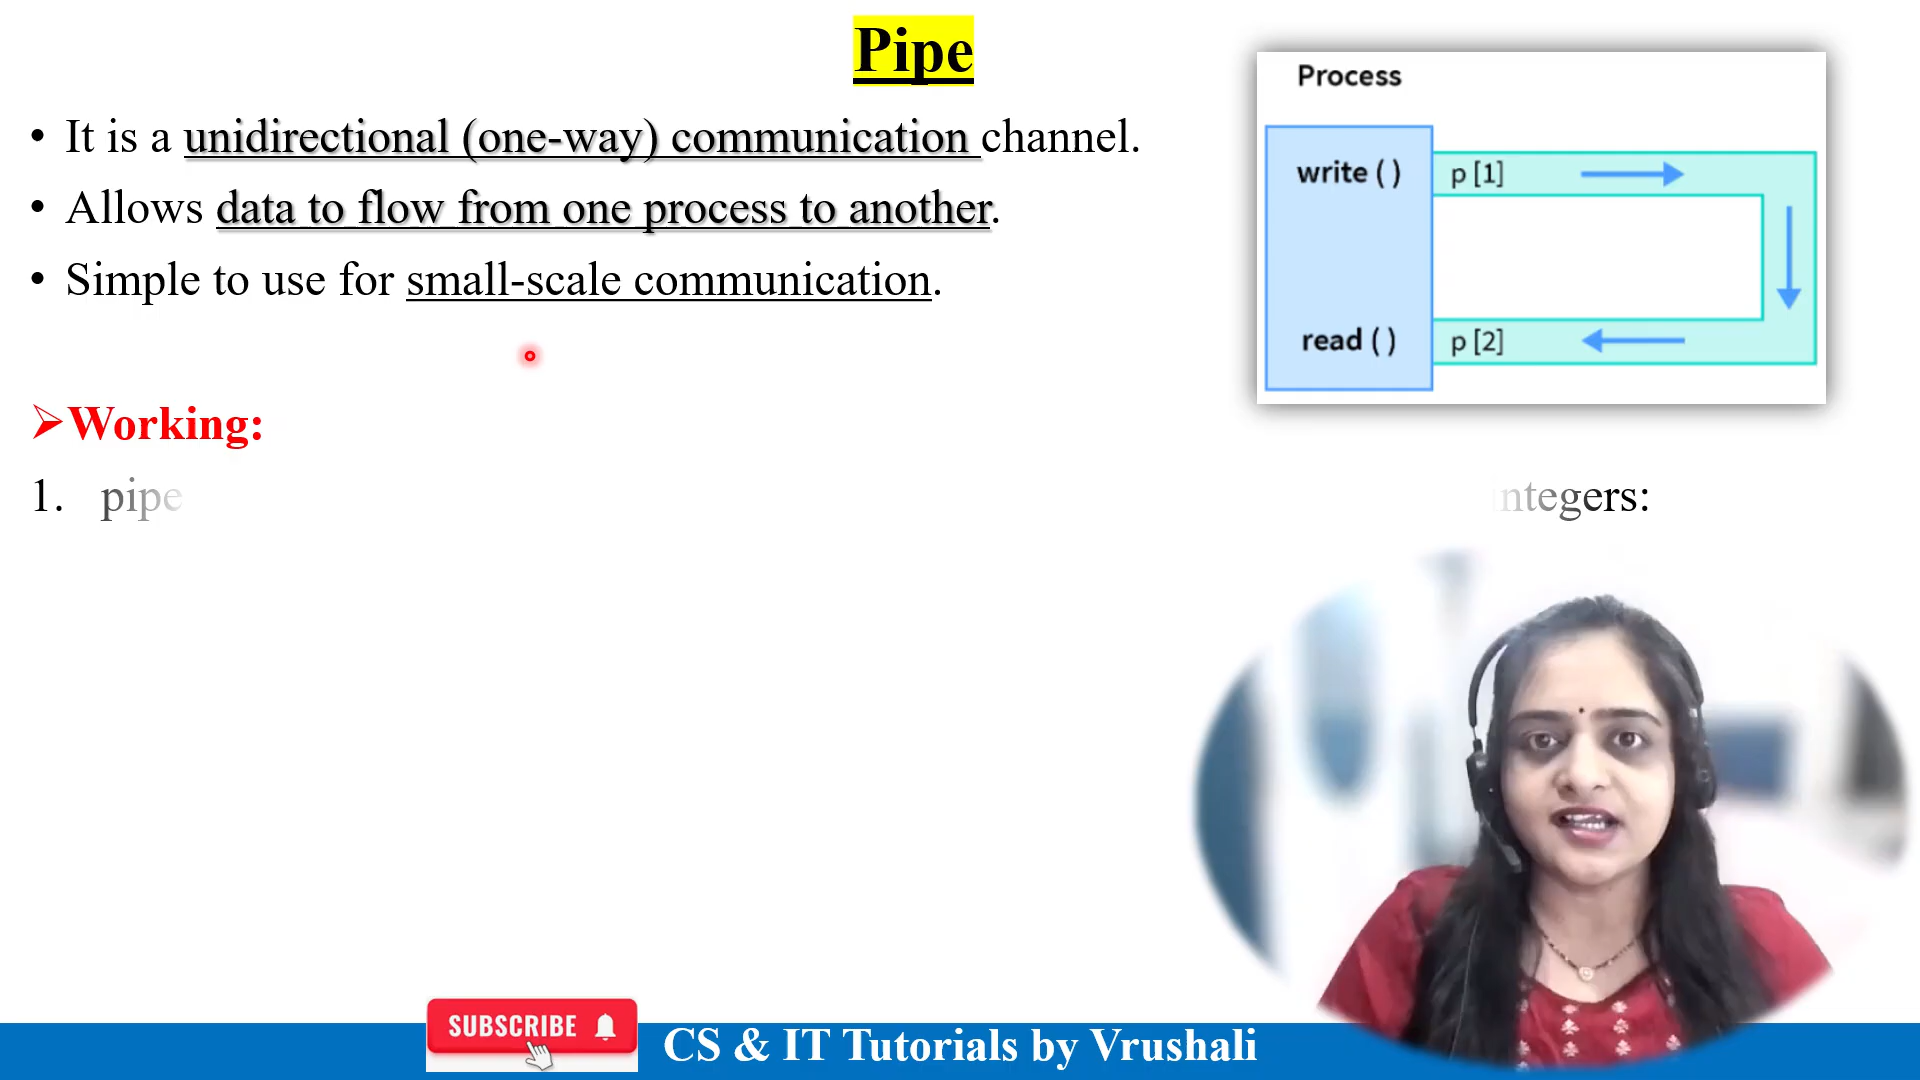 Pipe
• It is a unidirectional (one-way) communication channel.
• Allows data to flow from one process to another.
• Simple to use for small-scale communication.
➢Working:
1. pipe ntegers:
Process
write ( ) p [1]
read ( ) p [2]
SUBSCRIBE
CS & IT Tutorials by Vrushali